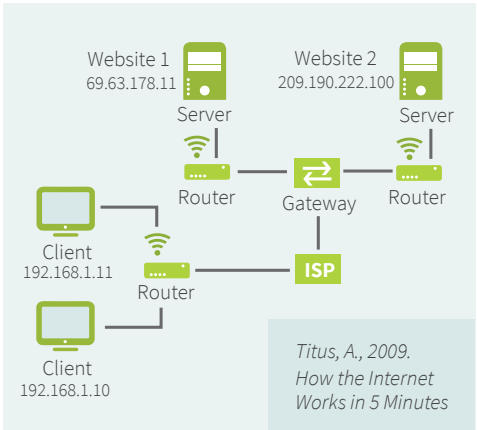 Website 1
69.63.178.11
Server
Website 2
209.190.222.100
Server
Router
Gateway
Router
Client
192.168.1.11
Router
ISP
Client
192.168.1.10
Titus, A., 2009.
How the Internet
Works in 5 Minutes